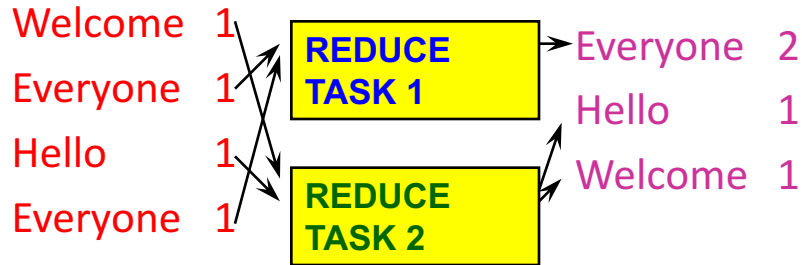 Welcome 1
Everyone 1
Hello 1
Everyone 1
REDUCE
TASK 1
REDUCE
TASK 2
Everyone 2
Hello 1
Welcome 1